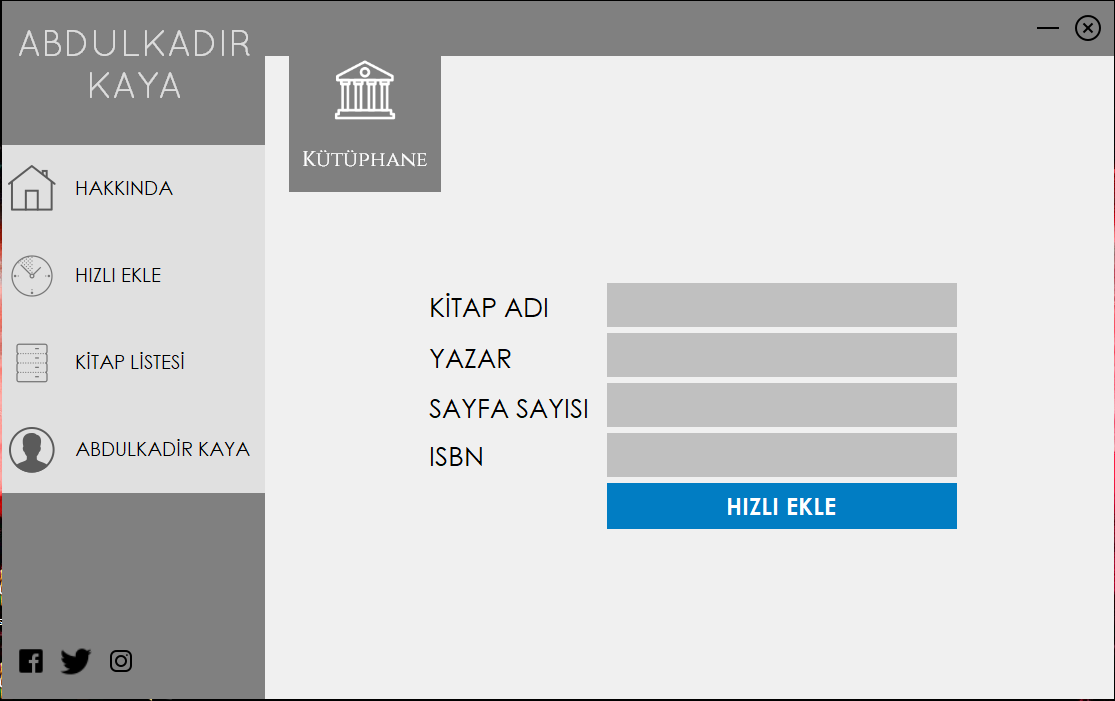 ABDULKADIR
KAYA
KÜTÜPHANE
HAKKINDA
HIZLI EKLE
KİTAP LİSTESİ
ABDULKADİR KAYA
KİTAP ADI
YAZAR
SAYFA SAYISI
ISBN
HIZLI EKLE